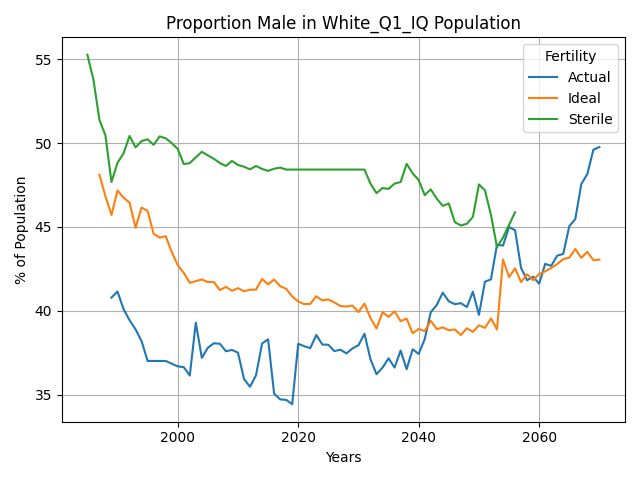 Proportion Male in White_Q1_IQ Population
Fertility
Actual
Ideal
Sterile
% of Population
55
50
45
40
35
2000 2020 2040 2060
Years